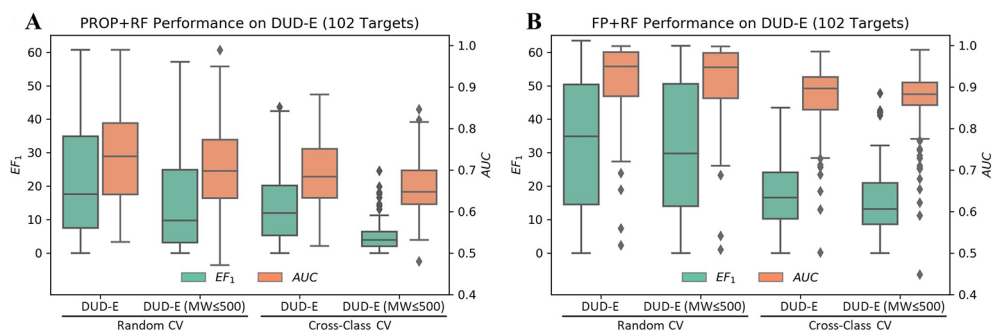 A
PROP+RF Performance on DUD-E (102 Targets)
60
50
40
30
20
10
0
EF1
1.0
0.9
0.8
0.7
0.6
0.5
0.4
AUC
EF1 AUC
DUD-E DUD-E (MW≤500) DUD-E DUD-E (MW≤500)
Random CV Cross-Class CV
B
FP+RF Performance on DUD-E (102 Targets)
60
50
40
30
20
10
0
EF1
1.0
0.9
0.8
0.7
0.6
0.5
0.4
AUC
EF1 AUC
DUD-E DUD-E (MW≤500) DUD-E DUD-E (MW≤500)
Random CV Cross-Class CV